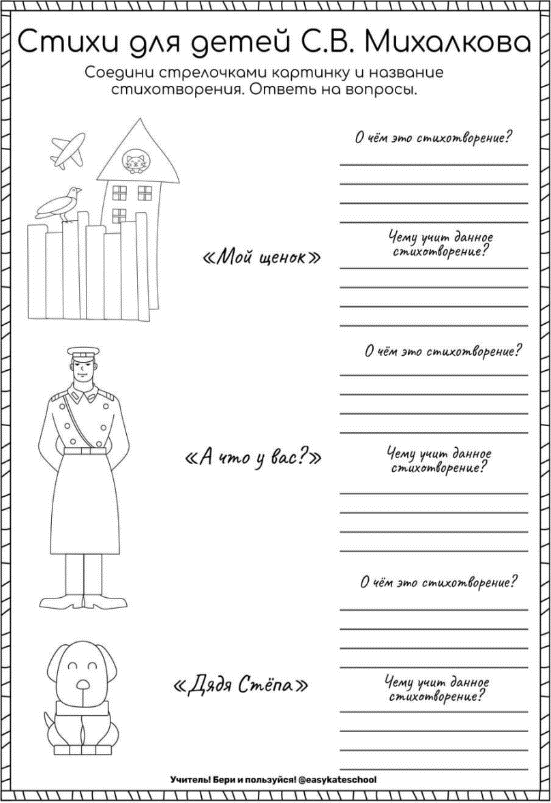 Стихи для детей С.В. Михалкова
Соедини стрелочками картинку и название
стихотворения. Ответь на вопросы.
О чём это стихотворение?
«Мой щенок»
Чему учит данное
стихотворение?
О чём это стихотворение?
«А что у вас?»
Чему учит данное
стихотворение?
О чём это стихотворение?
«Дядя Стёпа»
Чему учит данное
стихотворение?
Учитель! Бери и пользуйся! @easykateschool